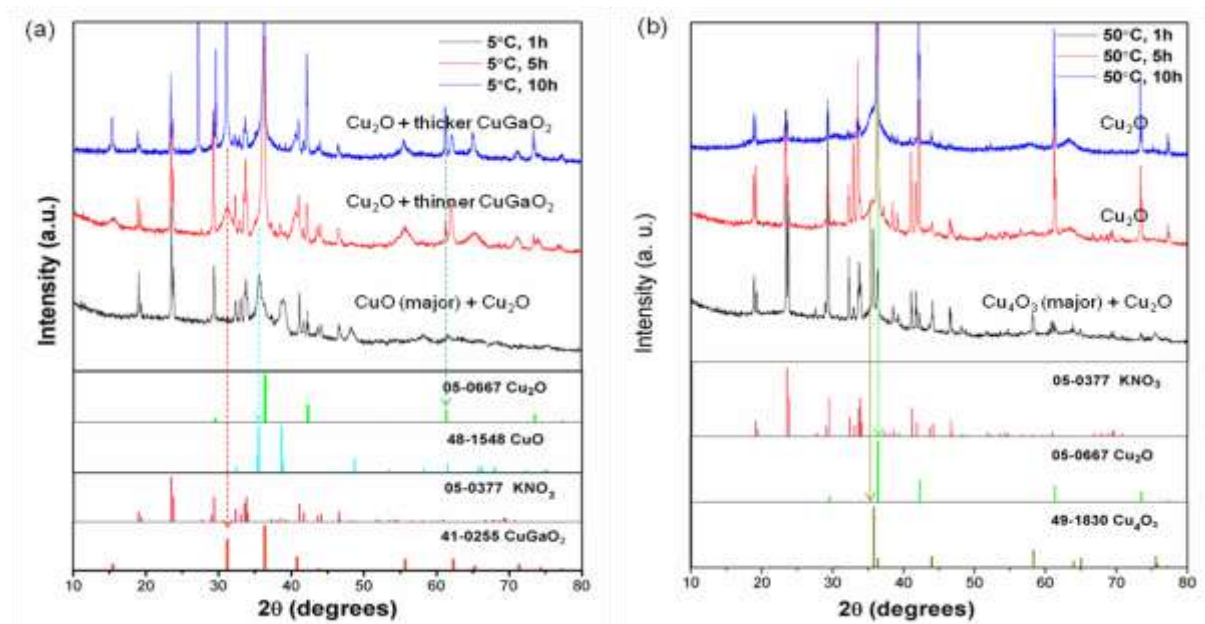 (a)
5°C, 1h
5°C, 5h
5°C, 10h
Cu₂O + thicker CuGaO₂
Cu₂O + thinner CuGaO₂
CuO (major) + Cu₂O
05-0667 Cu₂O
48-1548 CuO
05-0377 KNO₃
41-0255 CuGaO₂
Intensity (a.u.)
10 20 30 40 50 60 70 80
2θ (degrees)
(b)
50°C, 1h
50°C, 5h
50°C, 10h
Cu₂O
Cu₂O
Cu₄O₃ (major) + Cu₂O
05-0377 KNO₃
05-0667 Cu₂O
49-1830 Cu₄O₃
Intensity (a. u.)
10 20 30 40 50 60 70 80
2θ (degrees)